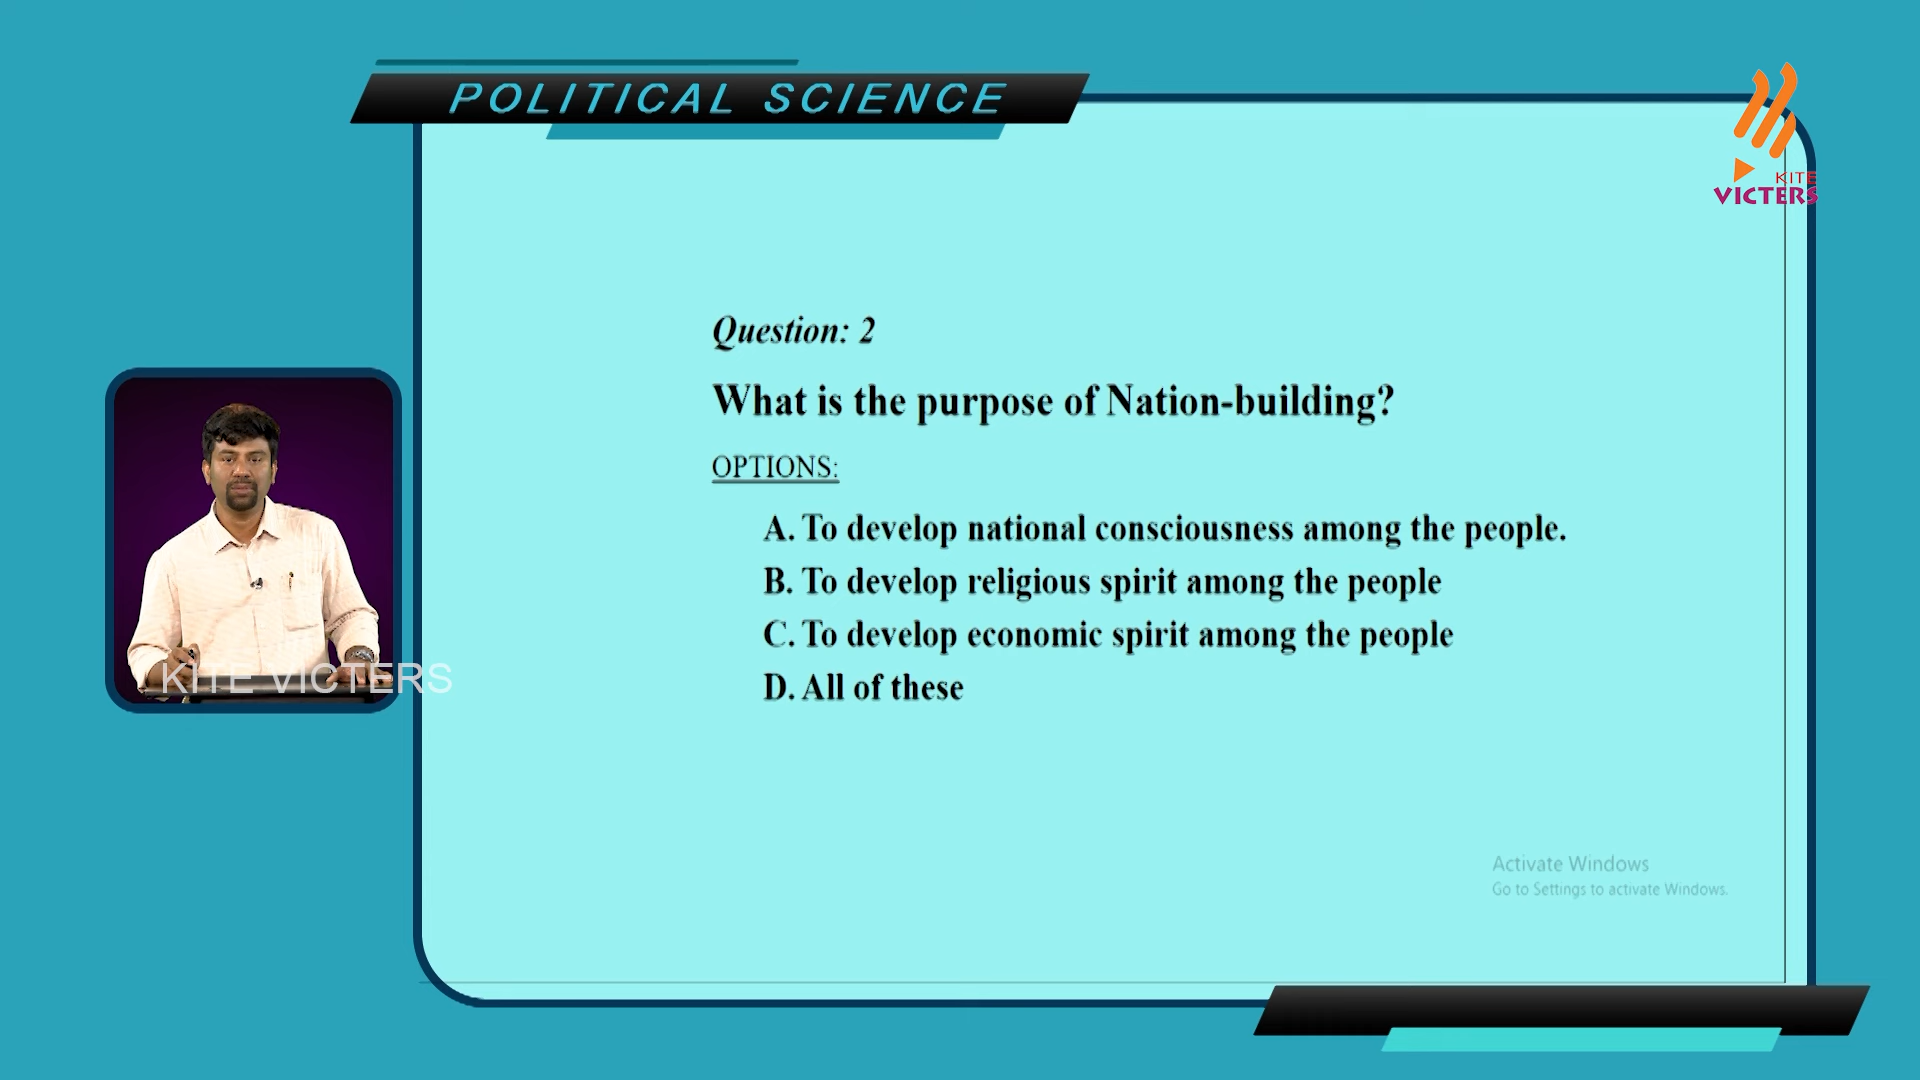 POLITICAL SCIENCE
KITE
VICTERS
Question: 2
What is the purpose of Nation-building?
OPTIONS:
A. To develop national consciousness among the people.
B. To develop religious spirit among the people
C. To develop economic spirit among the people
D. All of these
KITE VICTERS
Activate Windows
Go to Settings to activate Windows.